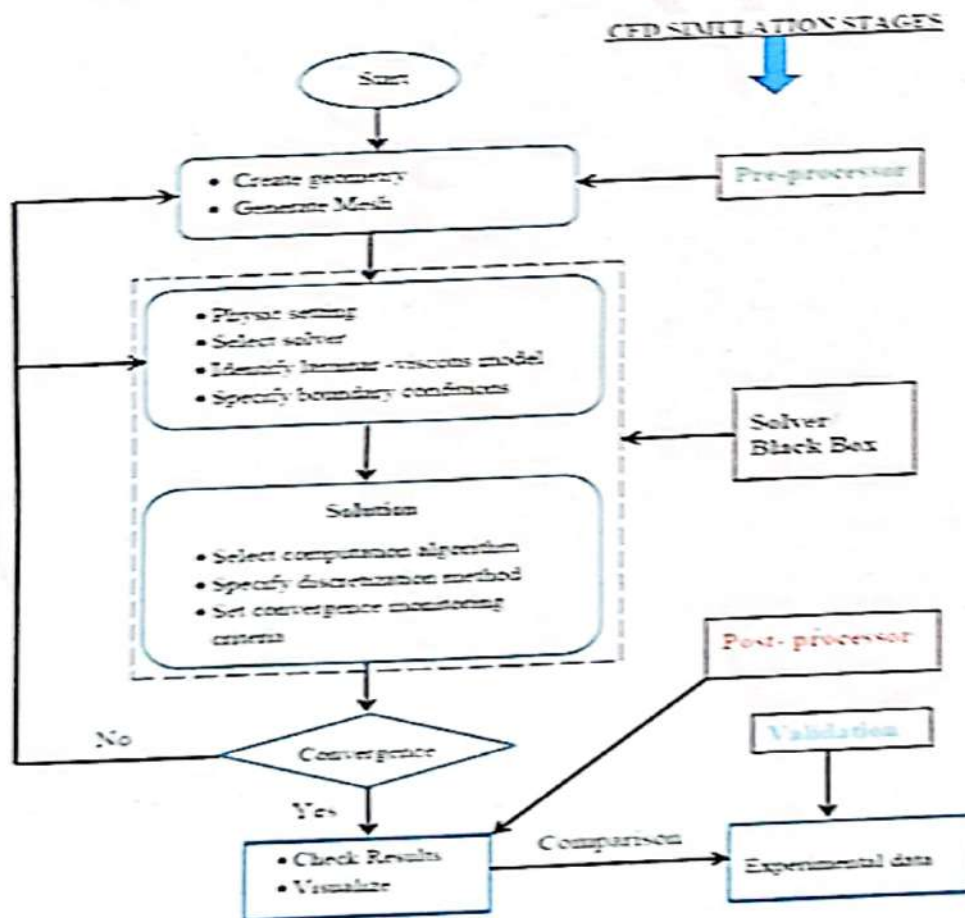 CFD SIMULATION STAGES
Start
• Create geometry
• Generate Mesh
Pre-processor
• Physic setting
• Select solver
• Identify laminar -viscous model
• Specify boundary conditions
Solver/
Black Box
Solution
• Select computation algorithm
• Specify discretization method
• Set convergence monitoring
criteria
Post- processor
Validation
No
Convergence
Yes
• Check Results
• Visualize
Comparison
Experimental data